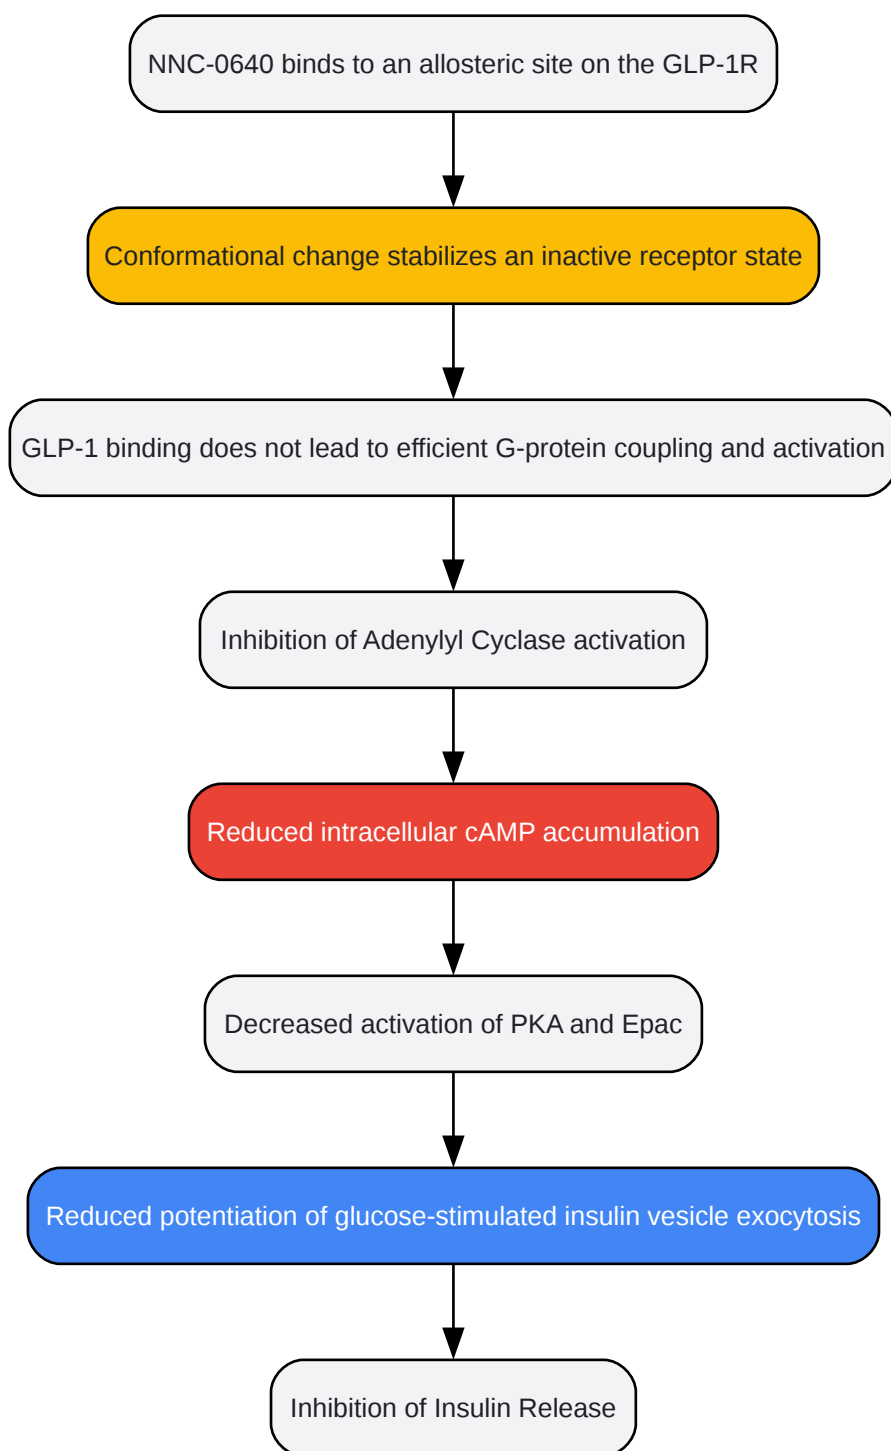 NNC-0640 binds to an allosteric site on the GLP-1R
Conformational change stabilizes an inactive receptor state
GLP-1 binding does not lead to efficient G-protein coupling and activation
Inhibition of Adenylyl Cyclase activation
Reduced intracellular cAMP accumulation
Decreased activation of PKA and Epac
Reduced potentiation of glucose-stimulated insulin vesicle exocytosis
Inhibition of Insulin Release